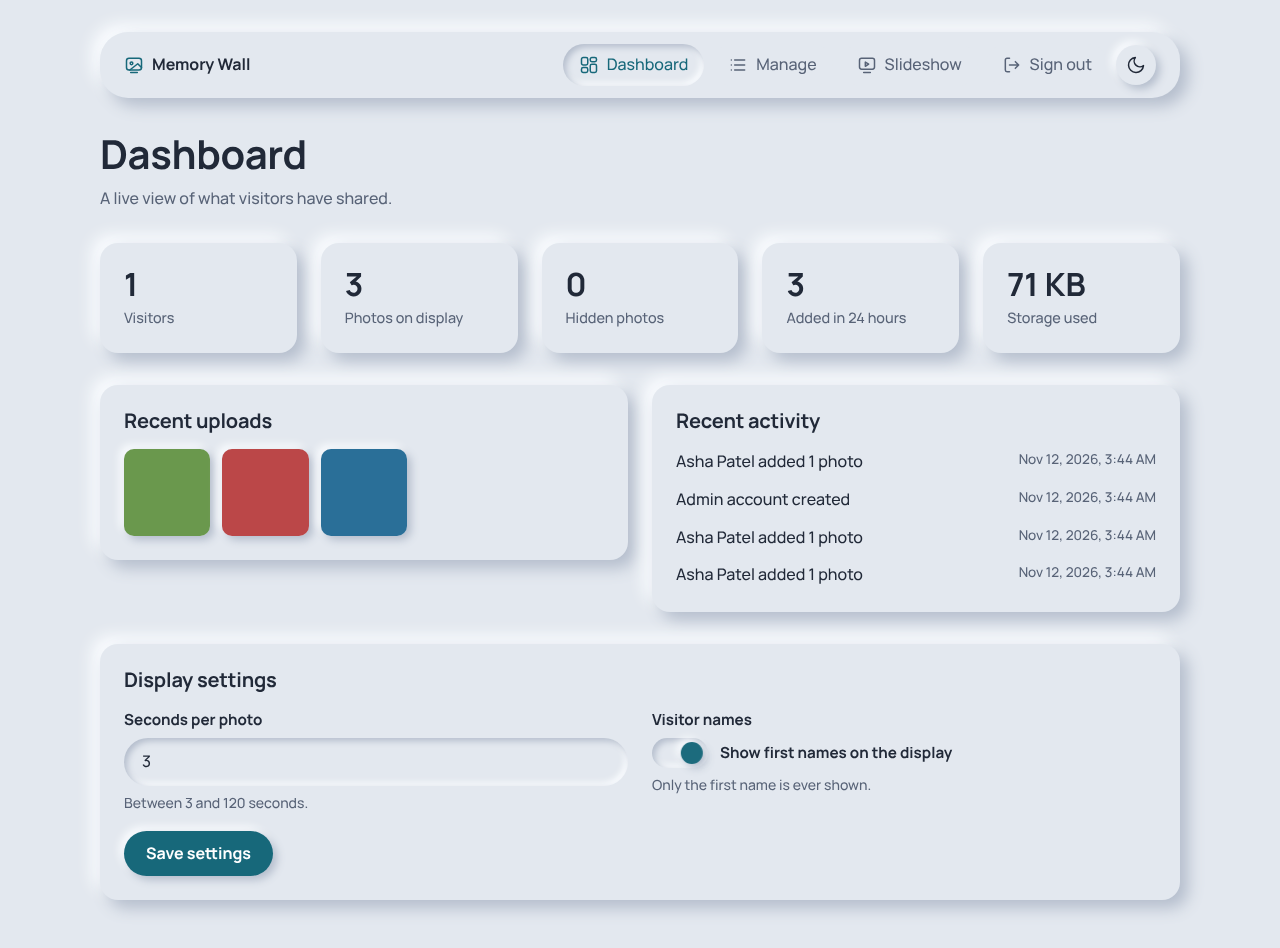 Memory Wall
Dashboard
Manage
Slideshow
Sign out
Dashboard
A live view of what visitors have shared.
1
Visitors
3
Photos on display
0
Hidden photos
3
Added in 24 hours
71 KB
Storage used
Recent uploads
Recent activity
Asha Patel added 1 photo Nov 12, 2026, 3:44 AM
Admin account created Nov 12, 2026, 3:44 AM
Asha Patel added 1 photo Nov 12, 2026, 3:44 AM
Asha Patel added 1 photo Nov 12, 2026, 3:44 AM
Display settings
Seconds per photo
3
Between 3 and 120 seconds.
Visitor names
Show first names on the display
Only the first name is ever shown.
Save settings